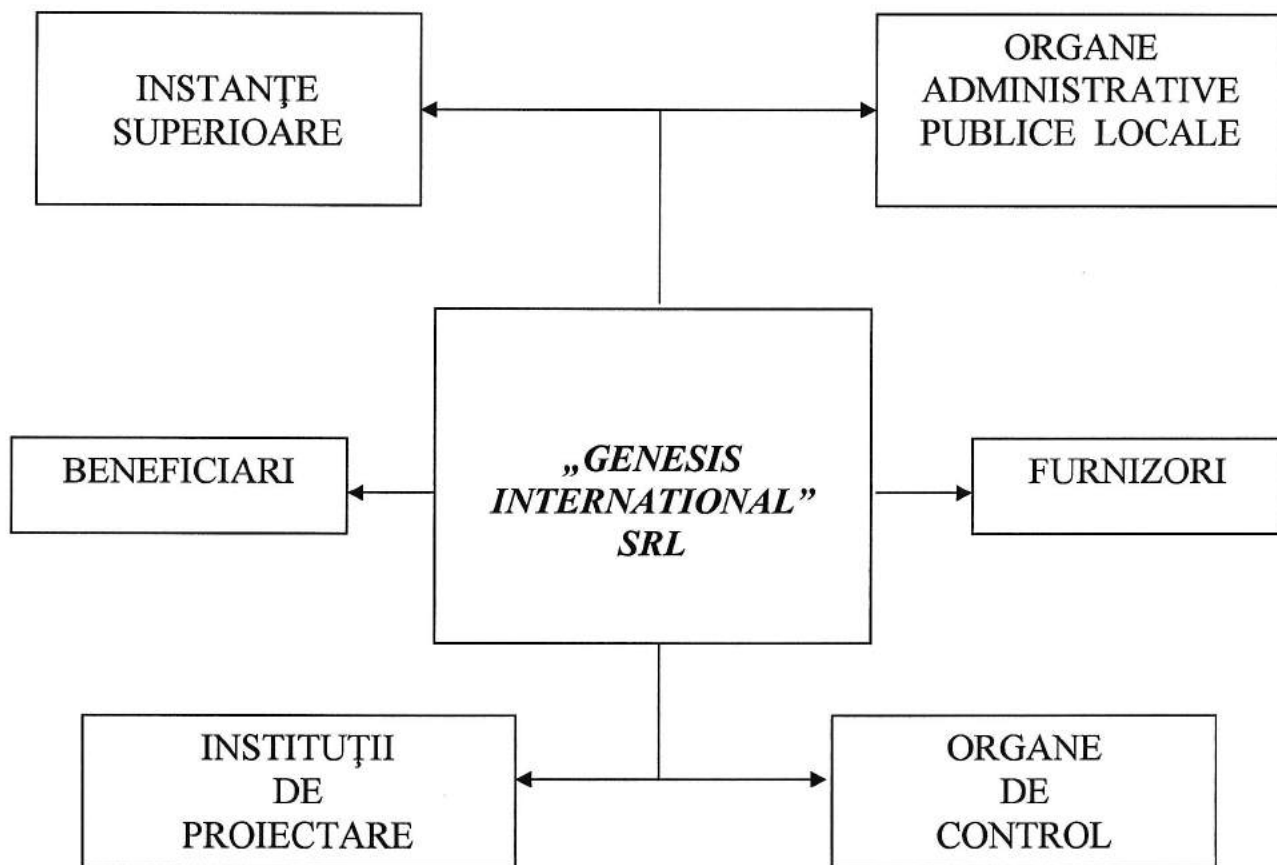 INSTANŢE
SUPERIOARE
ORGANE
ADMINISTRATIVE
PUBLICE LOCALE
BENEFICIARI
„GENESIS
INTERNATIONAL”
SRL
FURNIZORI
INSTITUŢII
DE
PROIECTARE
ORGANE
DE
CONTROL